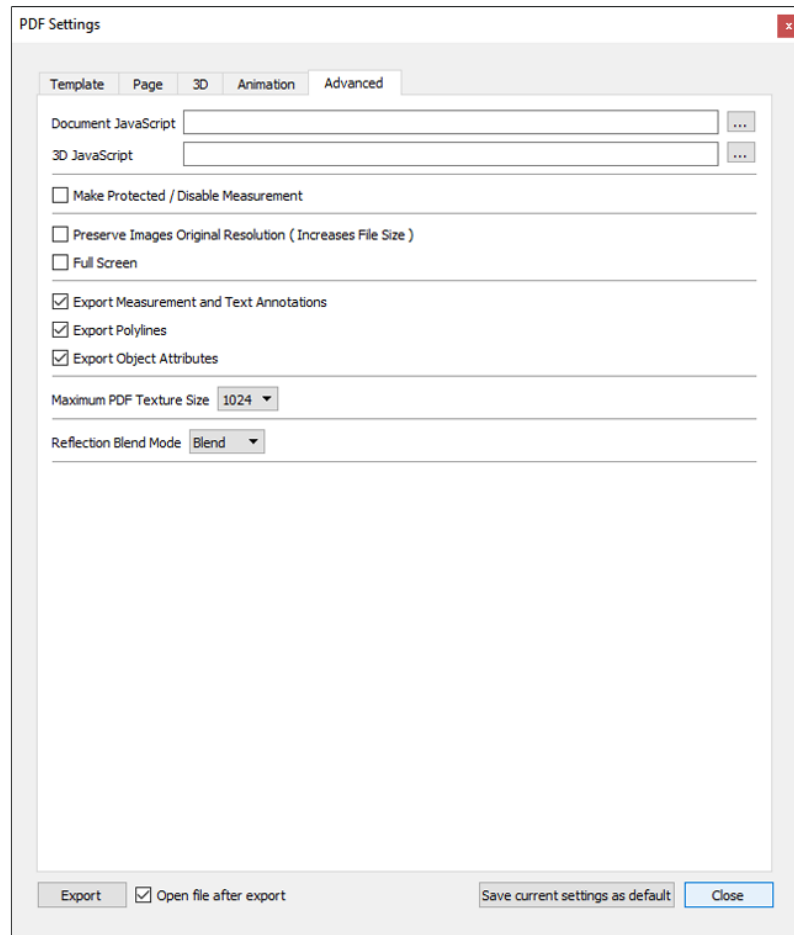 PDF Settings
x
Template Page 3D Animation Advanced
Document JavaScript ...
3D JavaScript ...
Make Protected / Disable Measurement
Preserve Images Original Resolution ( Increases File Size )
Full Screen
Export Measurement and Text Annotations
Export Polylines
Export Object Attributes
Maximum PDF Texture Size 1024
Reflection Blend Mode Blend
Export Open file after export Save current settings as default Close